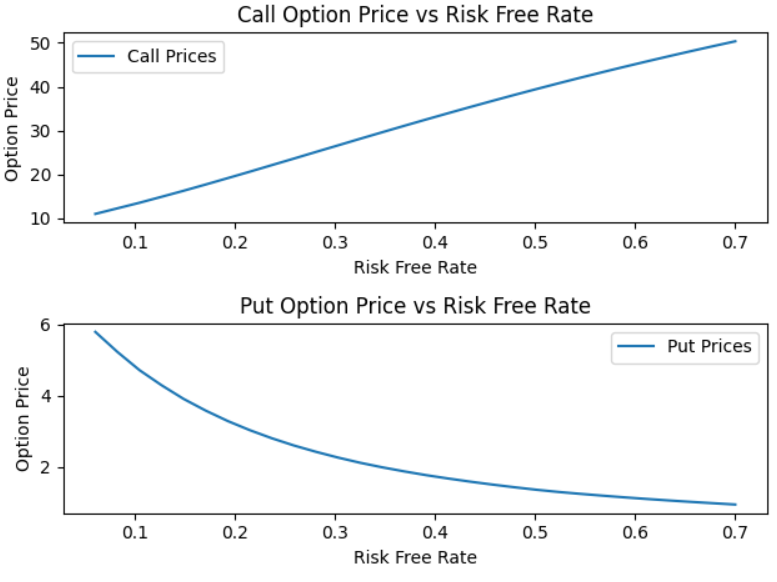 Call Option Price vs Risk Free Rate
50
40
30
20
10
Option Price
Call Prices
0.1 0.2 0.3 0.4 0.5 0.6 0.7
Risk Free Rate
Put Option Price vs Risk Free Rate
6
4
2
Option Price
Put Prices
0.1 0.2 0.3 0.4 0.5 0.6 0.7
Risk Free Rate